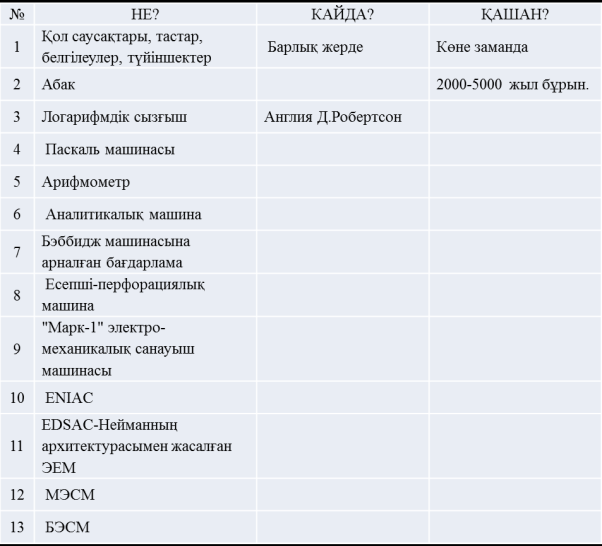 № НЕ? КАЙДА? ҚАШАН?
1 Қол саусақтары, тастар, белгілеулер, түйіншектер Барлық жерде Көне заманда
2 Абак 2000-5000 жыл бұрын.
3 Логарифмдік сызғыш Англия Д.Робертсон
4 Паскаль машинасы
5 Арифмометр
6 Аналитикалық машина
7 Бэббидж машинасына арналған бағдарлама
8 Есепші-перфорациялық машина
9 "Марк-1" электро-механикалық санауыш машинасы
10 ENIAC
11 EDSAC-Нейманның архитектурасымен жасалған ЭЕМ
12 МЭСМ
13 БЭСМ